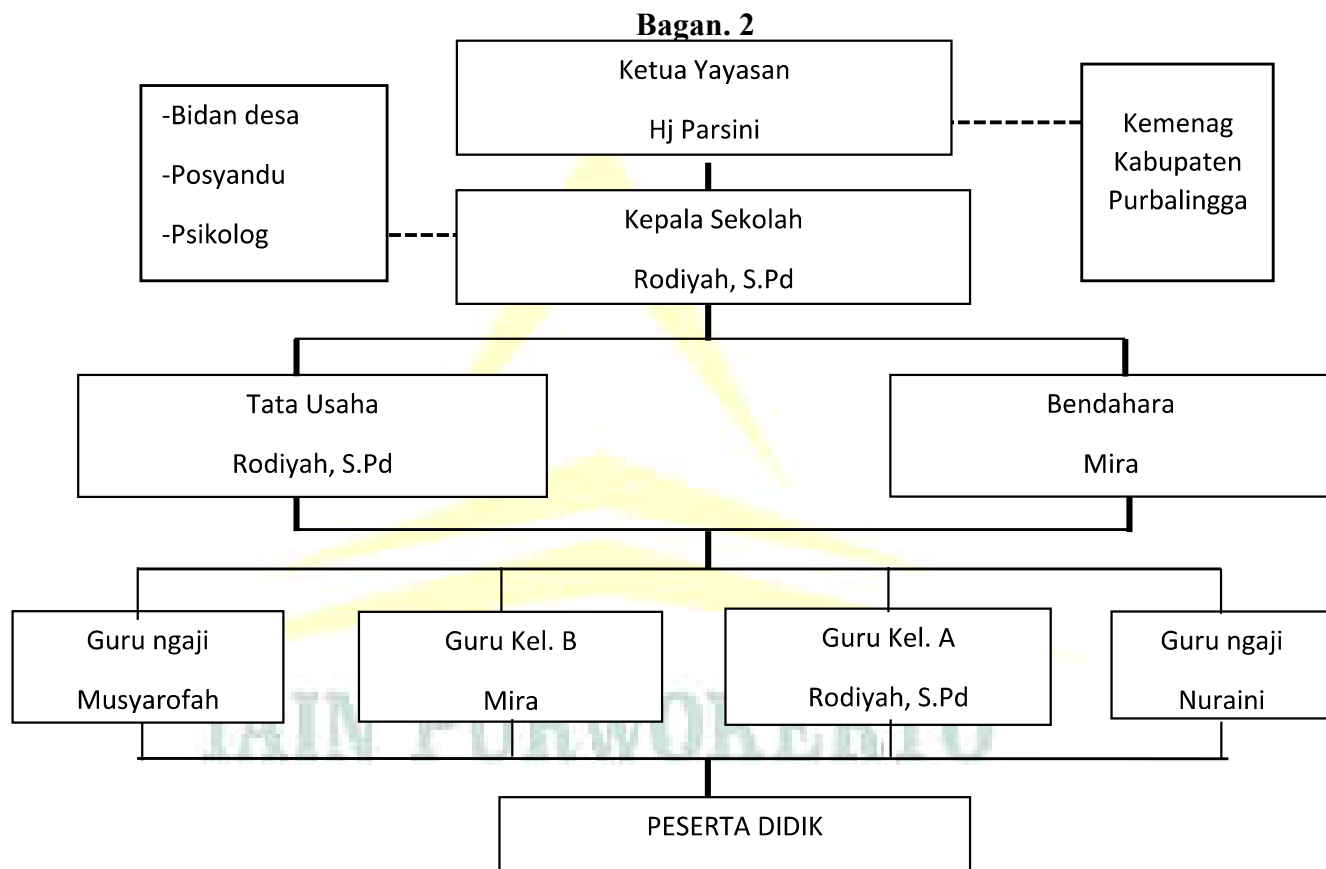 Bagan. 2
Ketua Yayasan
Hj Parsini
-Bidan desa
-Posyandu
-Psikolog
Kemenag
Kabupaten
Purbalingga
Kepala Sekolah
Rodiyah, S.Pd
Tata Usaha
Rodiyah, S.Pd
Bendahara
Mira
Guru ngaji
Musyarofah
Guru Kel. B
Mira
Guru Kel. A
Rodiyah, S.Pd
Guru ngaji
Nuraini
IAIN PURWOKERTO
PESERTA DIDIK